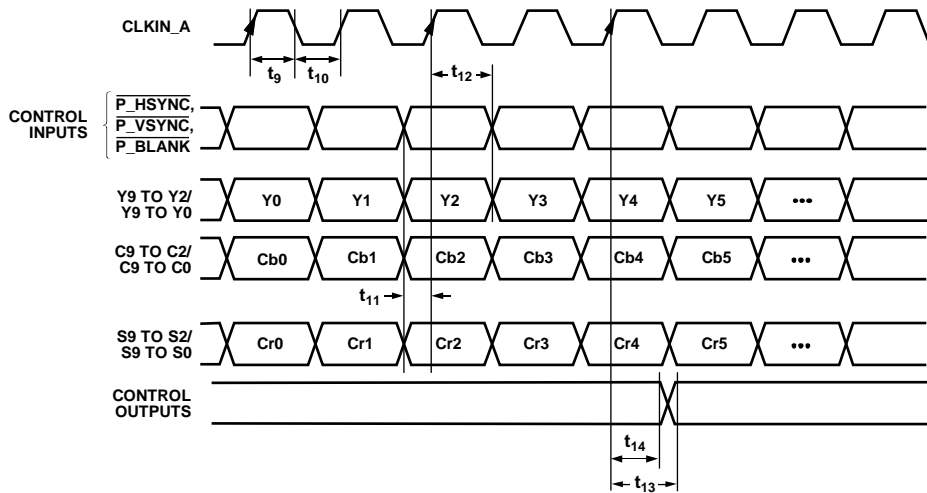 CLKIN_A
t9
t10
t12
CONTROL
INPUTS
P_HSYNC,
P_VSYNC,
P_BLANK
Y9 TO Y2/
Y9 TO Y0
Y0
Y1
Y2
Y3
Y4
Y5
•••
C9 TO C2/
C9 TO C0
Cb0
Cb1
Cb2
Cb3
Cb4
Cb5
•••
t11
S9 TO S2/
S9 TO S0
Cr0
Cr1
Cr2
Cr3
Cr4
Cr5
•••
CONTROL
OUTPUTS
t14
t13